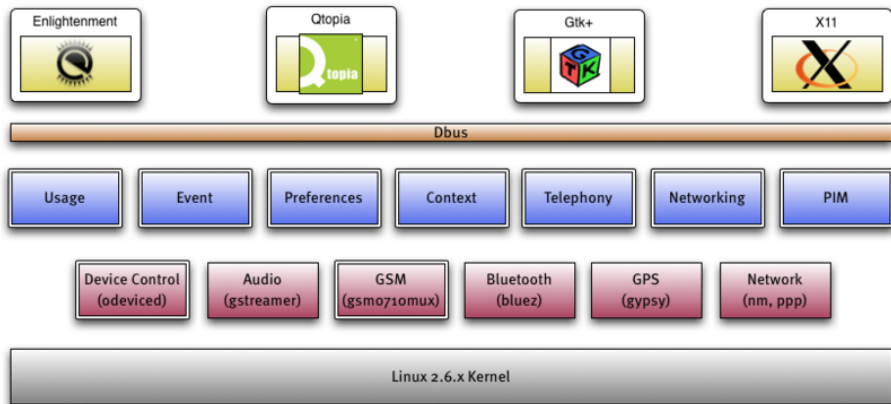 Enlightenment
Qtopia
Gtk+
X11
Qtopia
GTK
X
Dbus
Usage
Event
Preferences
Context
Telephony
Networking
PIM
Device Control
(odeviced)
Audio
(gstreamer)
GSM
(gsm0710mux)
Bluetooth
(bluez)
GPS
(gypsy)
Network
(nm, ppp)
Linux 2.6.x Kernel